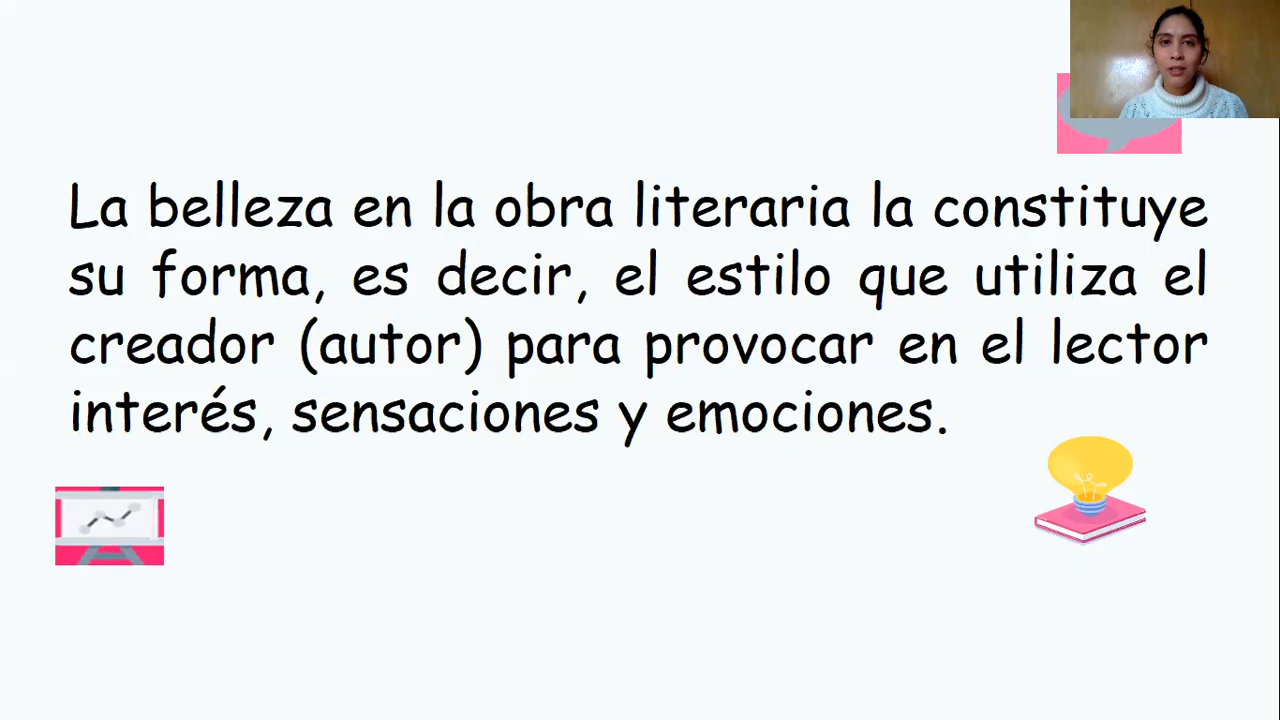 La belleza en la obra literaria la constituye
su forma, es decir, el estilo que utiliza el
creador (autor) para provocar en el lector
interés, sensaciones y emociones.